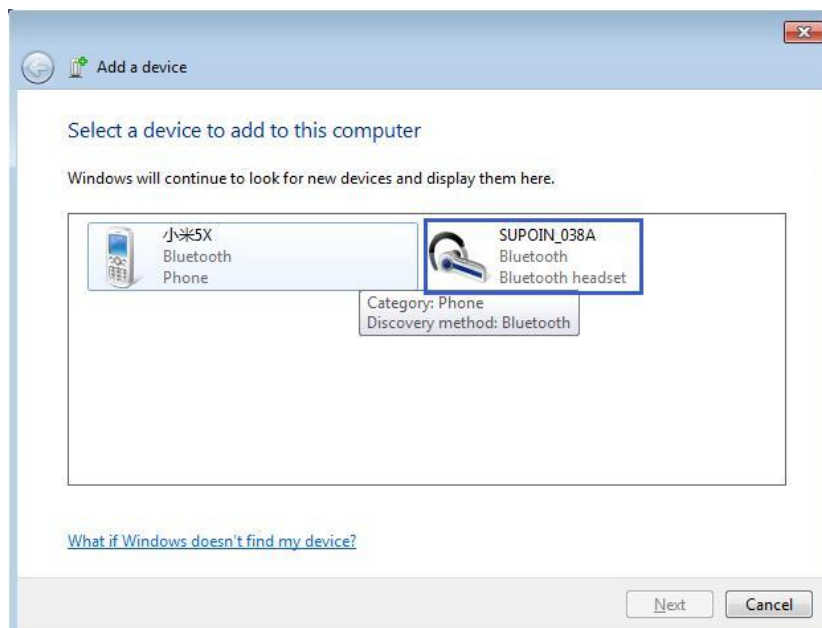 Add a device
Select a device to add to this computer
Windows will continue to look for new devices and display them here.
小米5X
Bluetooth
Phone
SUPOIN_038A
Bluetooth
Bluetooth headset
Category: Phone
Discovery method: Bluetooth
What if Windows doesn't find my device?
Next
Cancel